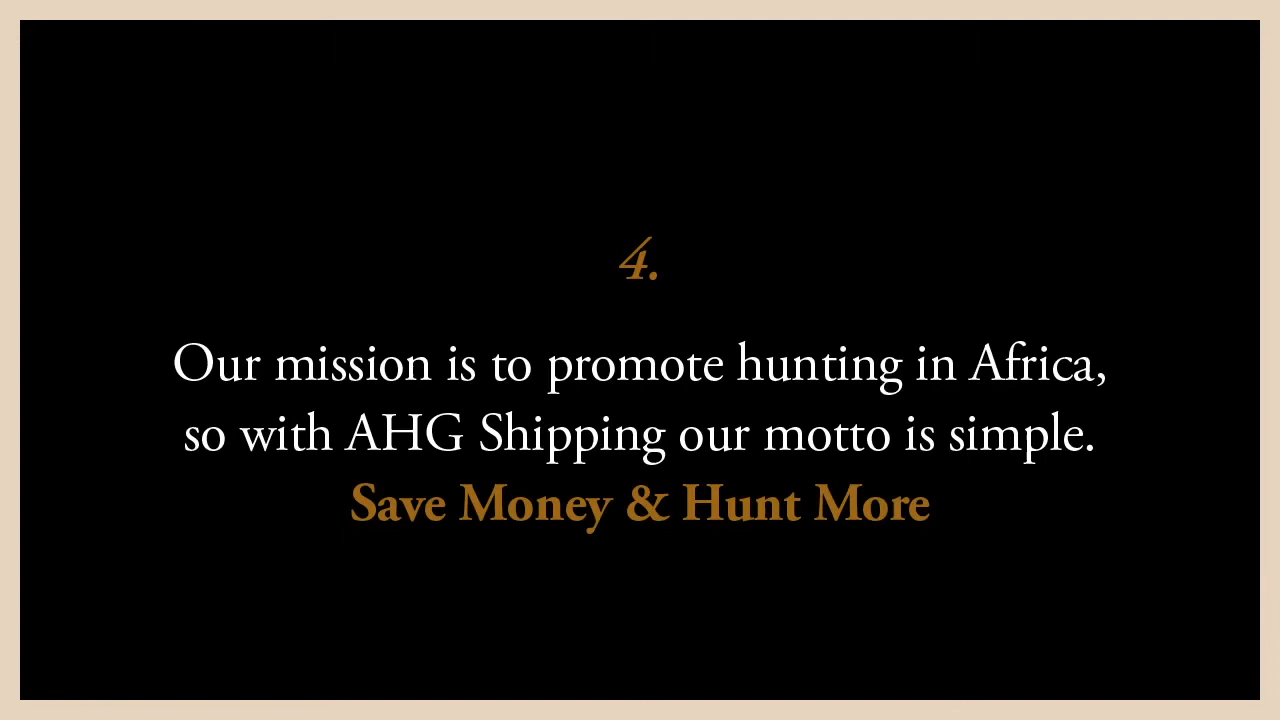 4.
Our mission is to promote hunting in Africa,
so with AHG Shipping our motto is simple.
Save Money & Hunt More